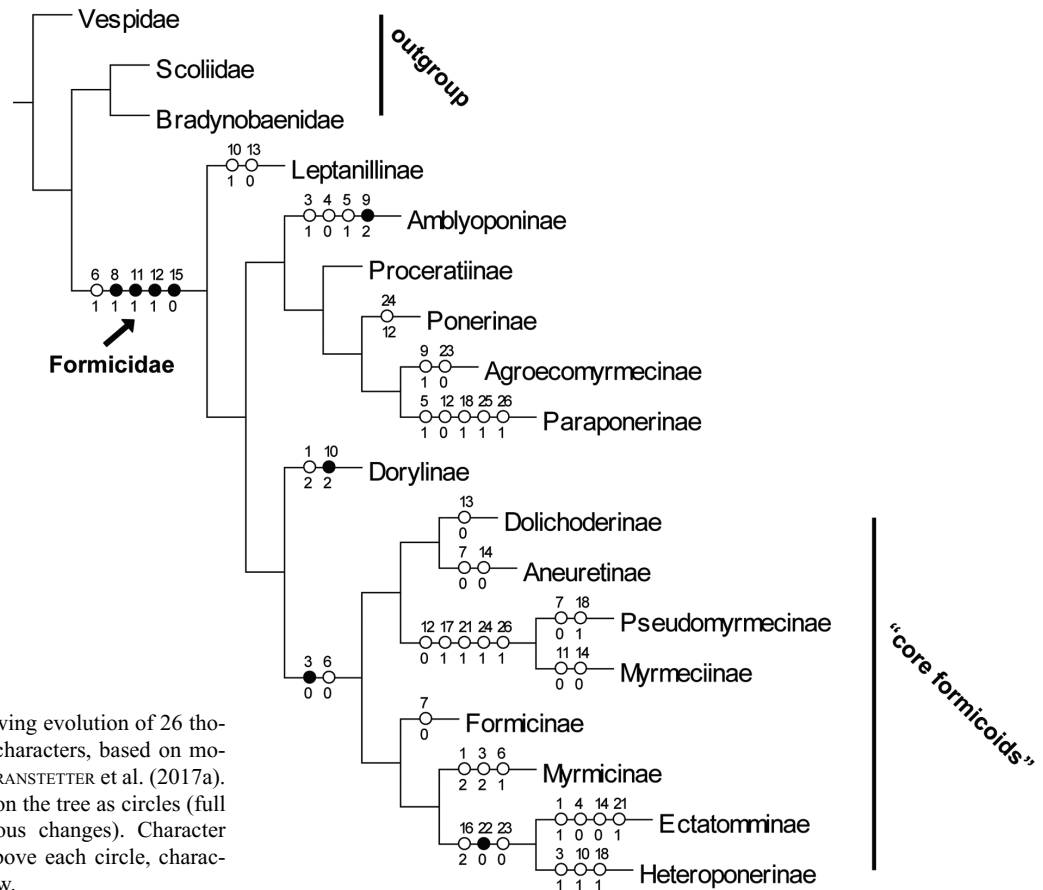 Vespidae
Scoliidae
Bradynobaenidae
outgroup
10 13
1 0
Leptanillinae
3 4 5 9
1 0 1 2
Amblyoponinae
Proceratiinae
6 8 11 12 15
1 1 1 1 0
Formicidae
24
12
Ponerinae
9 23
1 0
Agroecomyrmecinae
5 12 18 25 26
1 0 1 1 1
Paraponerinae
1 10
2 2
Dorylinae
13
0
Dolichoderinae
7 14
0 0
Aneuretinae
7 18
0 1
Pseudomyrmecinae
12 17 21 24 26
0 1 1 1 1
11 14
0 0
Myrmeciinae
3 6
0 0
7
0
Formicinae
1 3 6
2 2 1
Myrmicinae
1 4 14 21
1 0 0 1
Ectatomminae
16 22 23
2 0 0
3 10 18
1 1 1
Heteroponerinae
"core formicoids"
wing evolution of 26 tho-
characters, based on mo-
RANSTETTER et al. (2017a).
on the tree as circles (full
ous changes). Character
bove each circle, charac-
w.